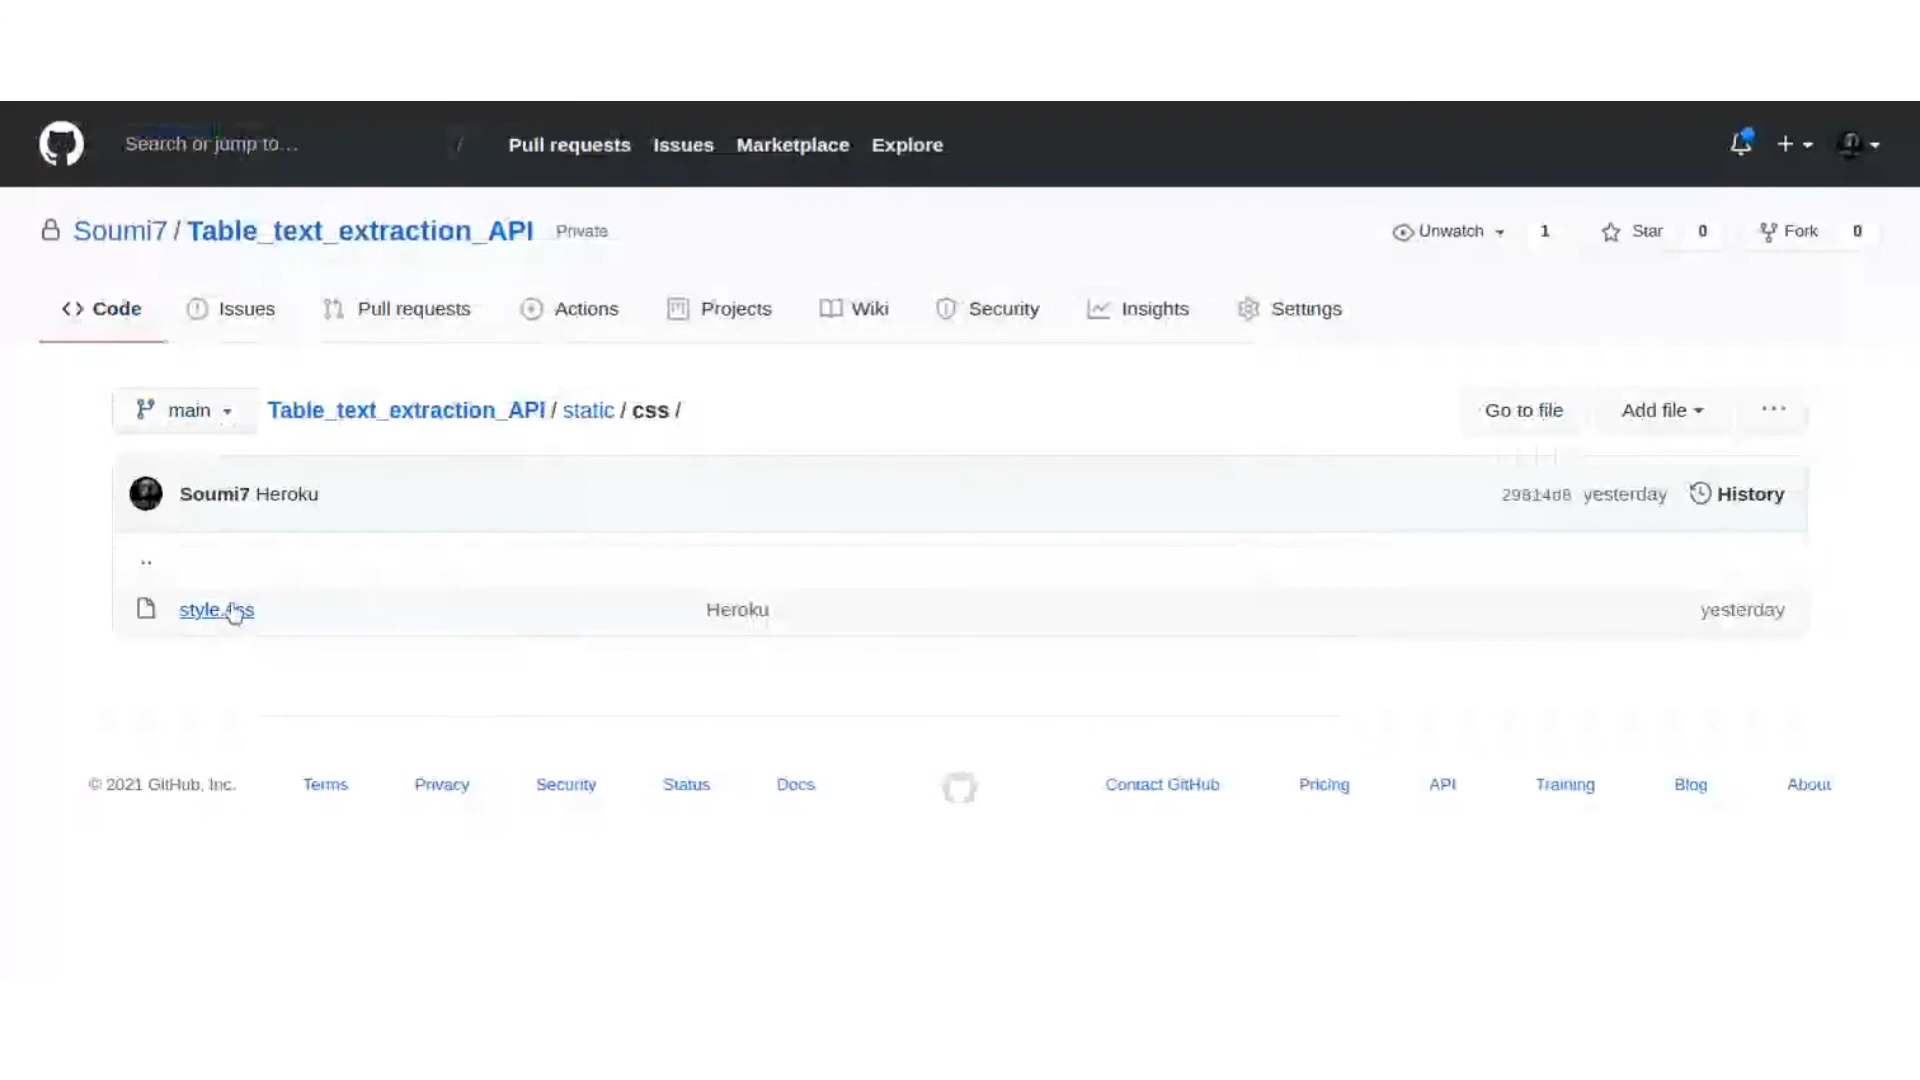 Search or jump to... /
Pull requests Issues Marketplace Explore
Soumi7 / Table_text_extraction_API Private
Unwatch 1 Star 0 Fork 0
Code Issues Pull requests Actions Projects Wiki Security Insights Settings
main Table_text_extraction_API / static / css /
Go to file Add file ...
Soumi7 Heroku yesterday History
..
style.css Heroku yesterday
© 2021 GitHub, Inc. Terms Privacy Security Status Docs Contact GitHub Pricing API Training Blog About